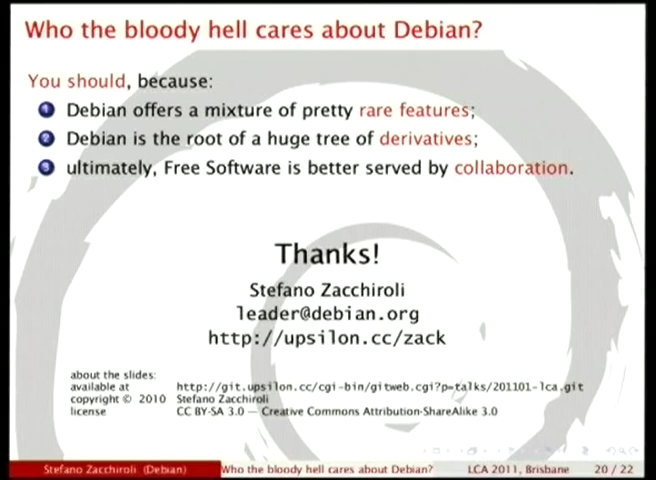 Who the bloody hell cares about Debian?
You should, because:
1 Debian offers a mixture of pretty rare features;
2 Debian is the root of a huge tree of derivatives;
3 ultimately, Free Software is better served by collaboration.
Thanks!
Stefano Zacchiroli
leader@debian.org
http://upsilon.cc/zack
about the slides:
available at http://git.upsilon.cc/cgi-bin/gitweb.cgi?p=talks/201101-lca.git
copyright © 2010 Stefano Zacchiroli
license CC BY-SA 3.0 — Creative Commons Attribution-ShareAlike 3.0
Stefano Zacchiroli (Debian) Who the bloody hell cares about Debian? LCA 2011, Brisbane 20 / 22